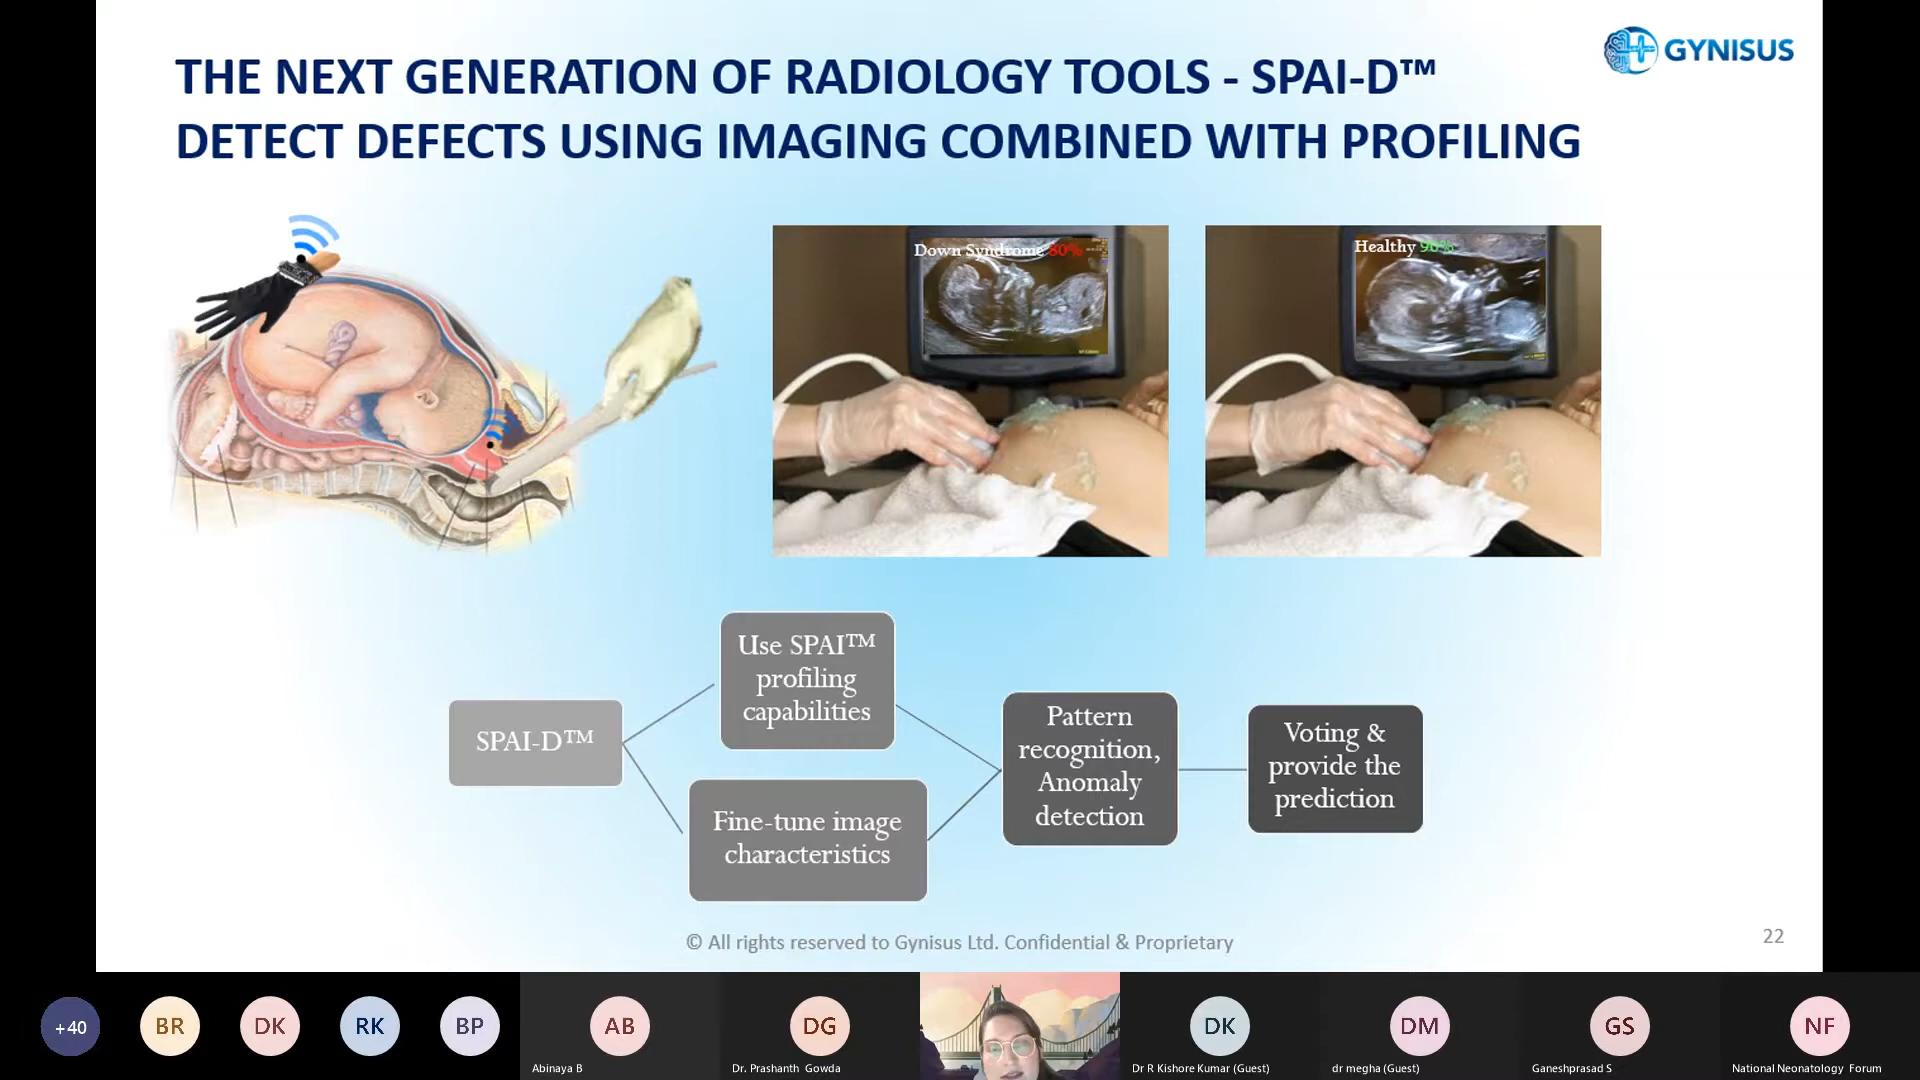 THE NEXT GENERATION OF RADIOLOGY TOOLS - SPAI-D™
DETECT DEFECTS USING IMAGING COMBINED WITH PROFILING
GYNISUS
Down Syndrome 80%
Healthy 90%
SPAI-D™
Use SPAI™
profiling
capabilities
Fine-tune image
characteristics
Pattern
recognition,
Anomaly
detection
Voting &
provide the
prediction
© All rights reserved to Gynisus Ltd. Confidential & Proprietary
22
+40
BR
DK
RK
BP
AB
Abinaya B
DG
Dr. Prashanth Gowda
DK
Dr R Kishore Kumar (Guest)
DM
dr megha (Guest)
GS
Ganeshprasad S
NF
National Neonatology Forum